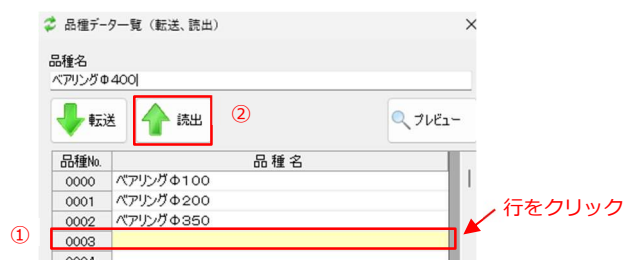 品種データ一覧（転送、読出）
品種名
ベアリングΦ400
転送 読出 ② プレビュー
品種No. 品 種 名
0000 ベアリングΦ100
0001 ベアリングΦ200
0002 ベアリングΦ350
行をクリック
① 0003
0004